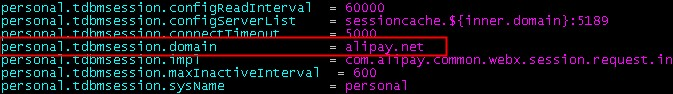 personal.tdbmsession.configReadInterval = 60000
personal.tdbmsession.configServerList = sessioncache.${inner.domain}:5189
personal.tdbmsession.connectTimeout = 5000
personal.tdbmsession.domain = alipay.net
personal.tdbmsession.impl = com.alipay.common.webx.session.request.in
personal.tdbmsession.maxInactiveInterval = 600
personal.tdbmsession.sysName = personal